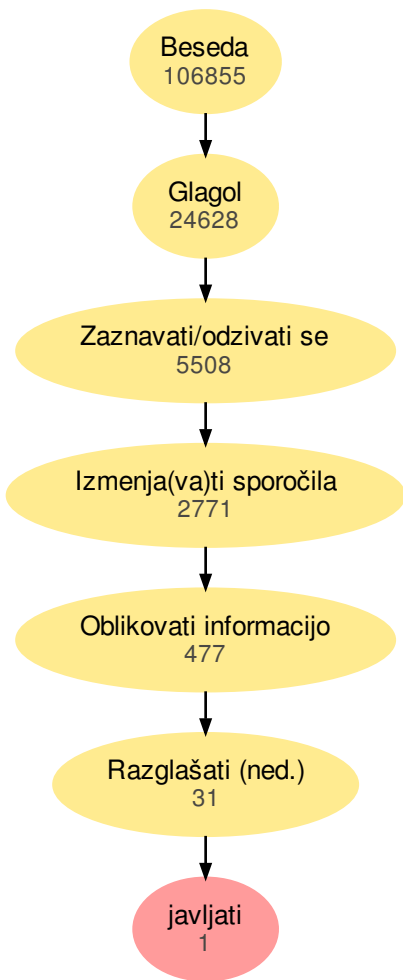 Beseda
106855
Glagol
24628
Zaznavati/odzivati se
5508
Izmenja(va)ti sporočila
2771
Oblikovati informacijo
477
Razglašati (ned.)
31
javljati
1